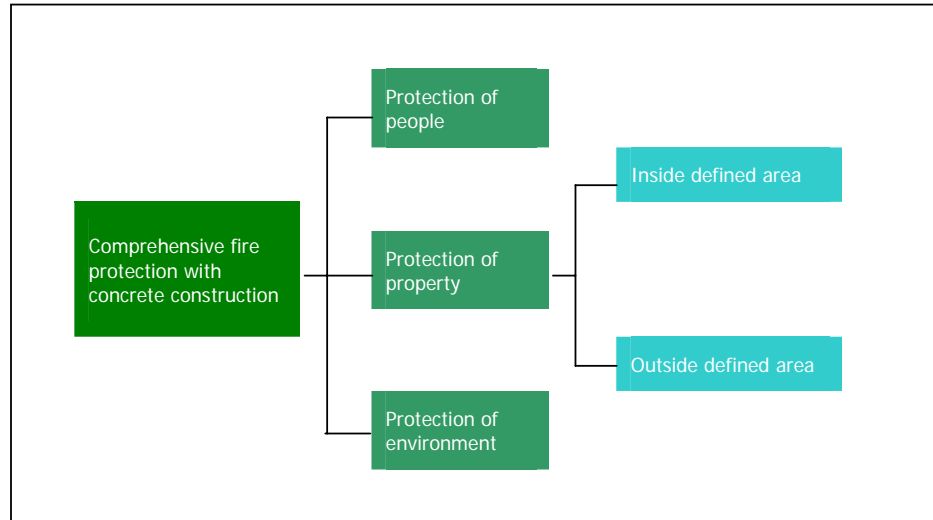 Protection of
people
Inside defined area
Comprehensive fire
protection with
concrete construction
Protection of
property
Outside defined area
Protection of
environment